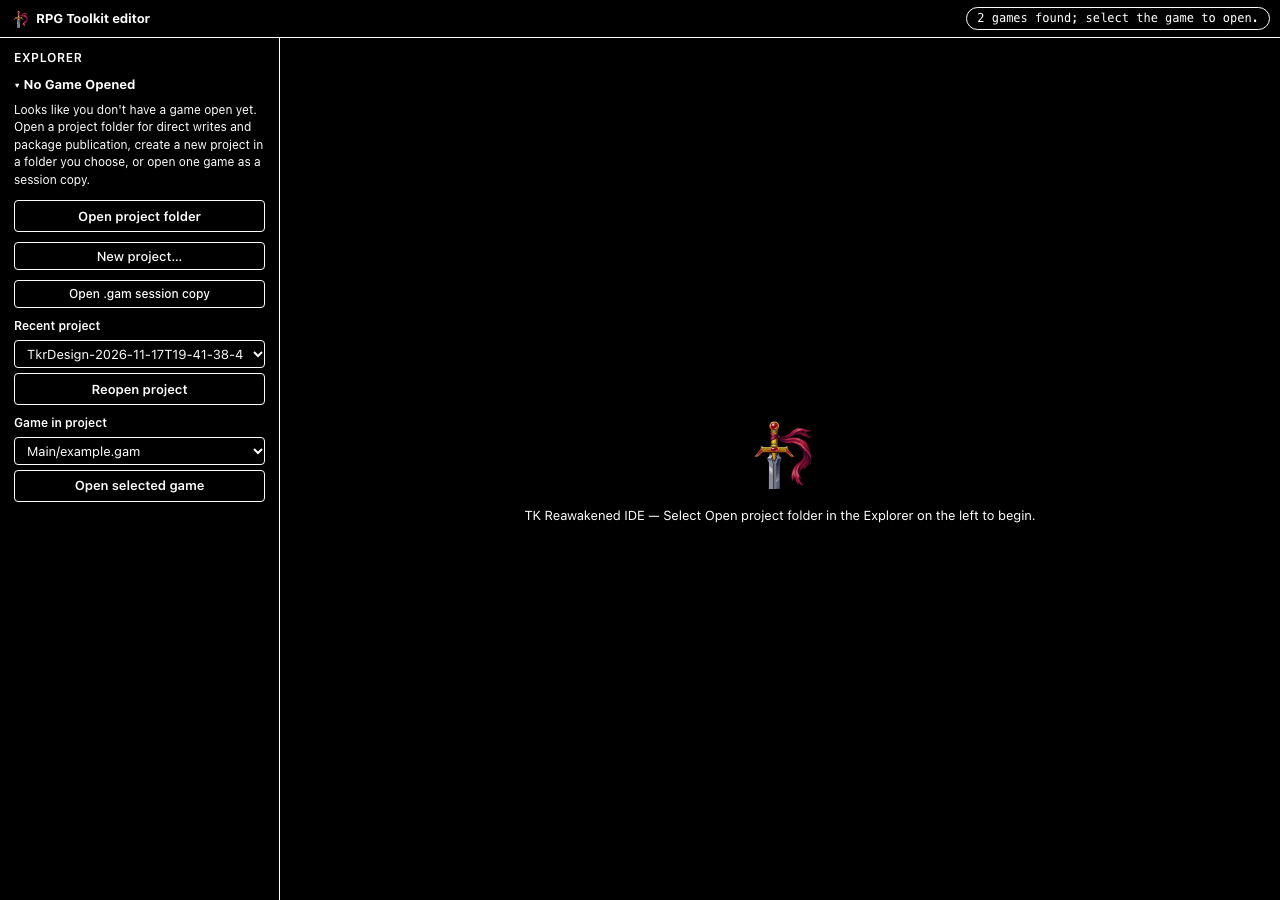 RPG Toolkit editor
2 games found; select the game to open.
EXPLORER
▾ No Game Opened
Looks like you don't have a game open yet.
Open a project folder for direct writes and
package publication, create a new project in
a folder you choose, or open one game as a
session copy.
Open project folder
New project...
Open .gam session copy
Recent project
TkrDesign-2026-11-17T19-41-38-4
Reopen project
Game in project
Main/example.gam
Open selected game
TK Reawakened IDE — Select Open project folder in the Explorer on the left to begin.